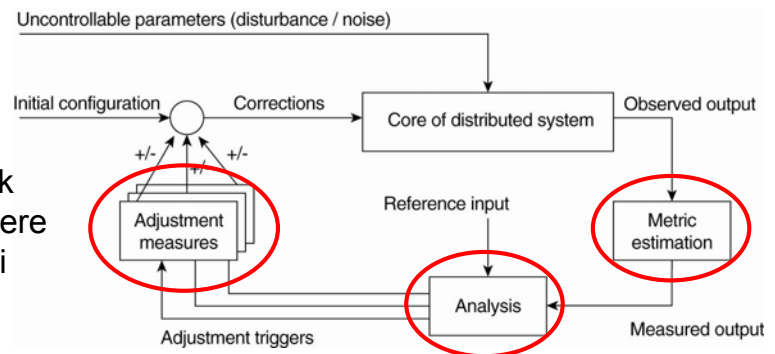 Uncontrollable parameters (disturbance / noise)
Initial configuration
Corrections
Core of distributed system
Observed output
+/-
+/-
+/-
k
ere
i
Adjustment
measures
Reference input
Metric
estimation
Analysis
Adjustment triggers
Measured output